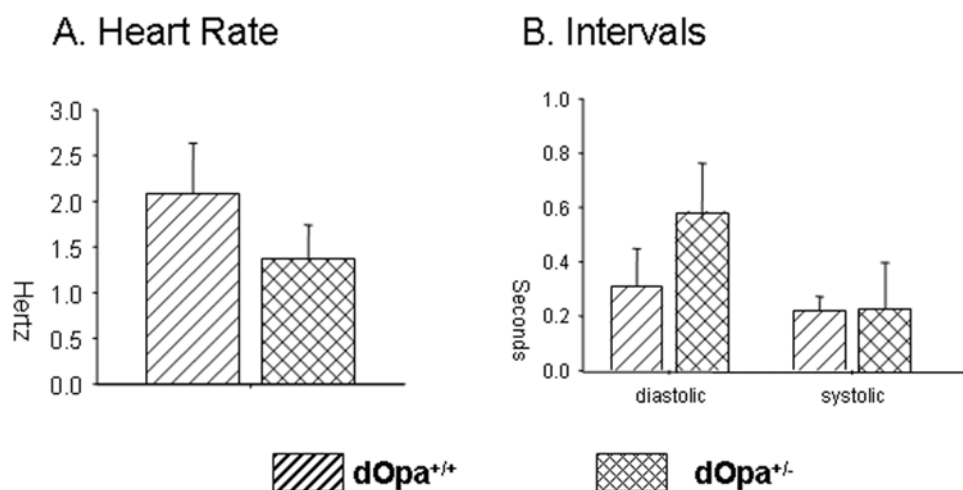 A. Heart Rate
3.0
2.5
2.0
1.5
1.0
0.5
0.0
Hertz
B. Intervals
1.0
0.8
0.6
0.4
0.2
0.0
Seconds
diastolic systolic
dOpa+/+ dOpa+/-